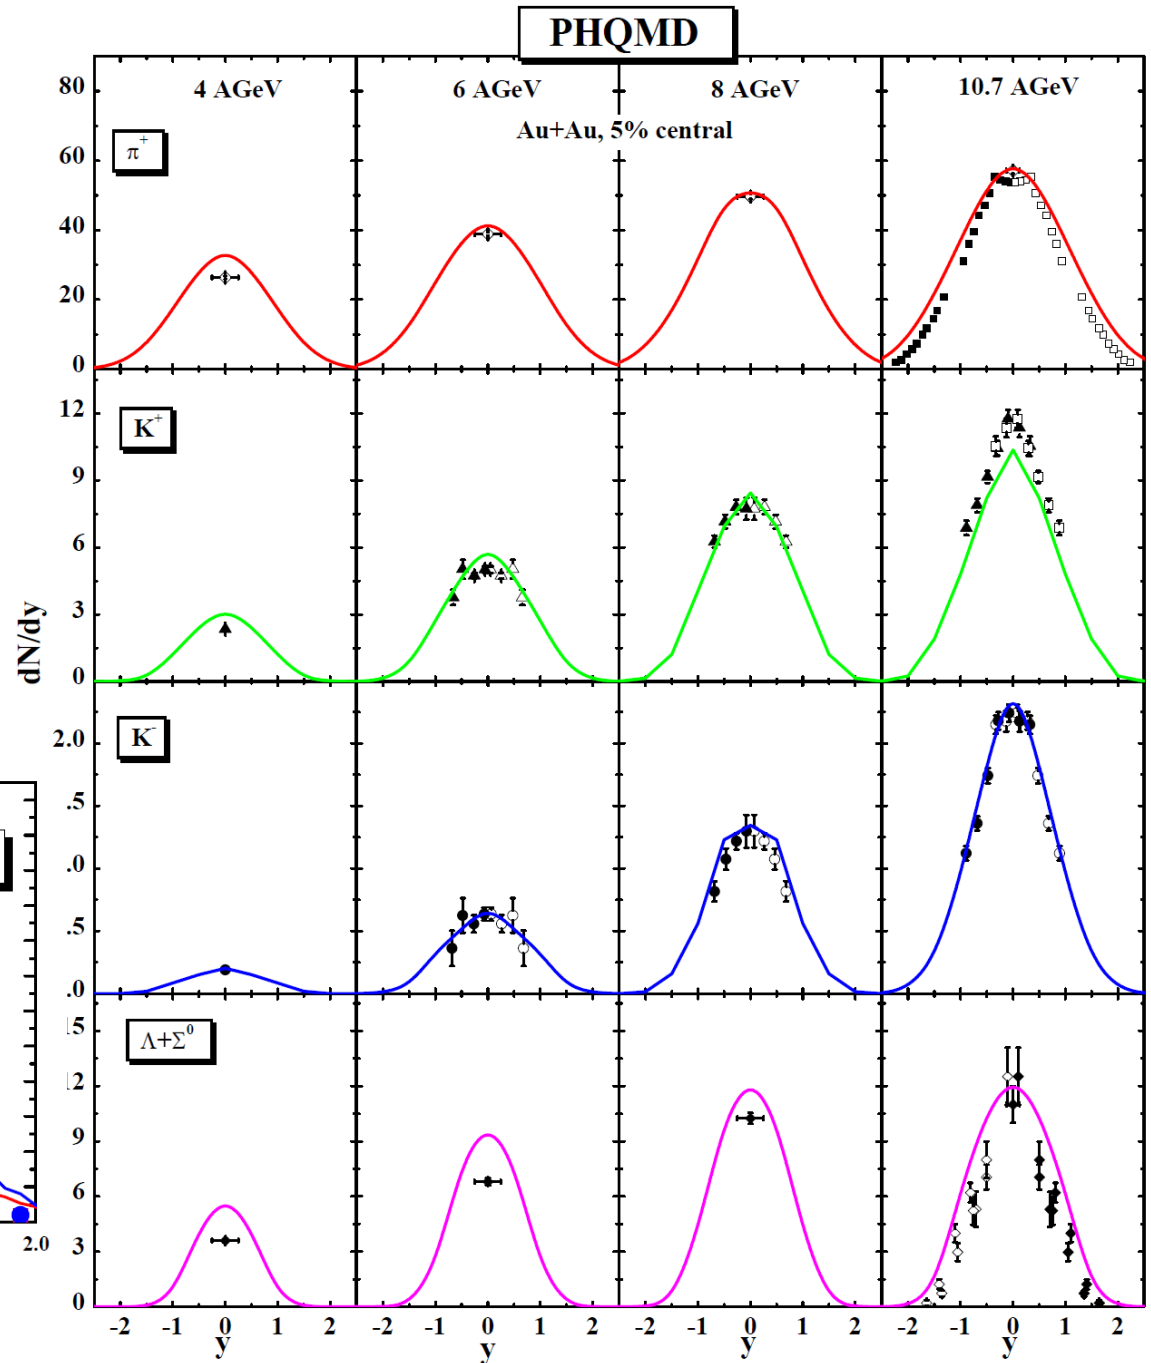 PHQMD
4 AGeV 6 AGeV 8 AGeV 10.7 AGeV
Au+Au, 5% central
π+
80
60
40
20
0
K+
12
9
6
3
0
dN/dy
K-
2.0
.5
.0
.5
.0
Λ+Σ0
15
12
9
6
3
0
2.0
-2 -1 0 1 2 -2 -1 0 1 2 -2 -1 0 1 2 -2 -1 0 1 2
y y y y